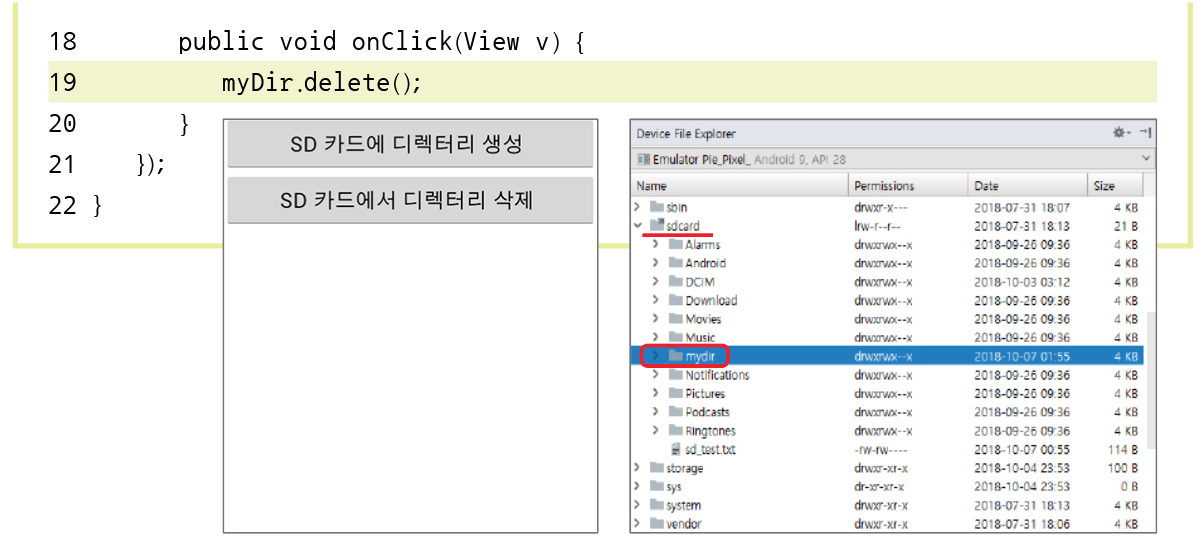 18 public void onClick(View v) {
19 myDir.delete();
20 }
21 });
22 }
SD 카드에 디렉터리 생성
SD 카드에서 디렉터리 삭제
Device File Explorer
Emulator Pie_Pixel_ Android 9, API 28
Name Permissions Date Size
sbin drwxr-x--- 2018-07-31 18:07 4 KB
sdcard lrw-r--r-- 2018-07-31 18:13 21 B
Alarms drwxrwx--x 2018-09-26 09:36 4 KB
Android drwxrwx--x 2018-09-26 09:36 4 KB
DCIM drwxrwx--x 2018-10-03 03:12 4 KB
Download drwxrwx--x 2018-09-26 09:36 4 KB
Movies drwxrwx--x 2018-09-26 09:36 4 KB
Music drwxrwx--x 2018-09-26 09:36 4 KB
mydir drwxrwx--x 2018-10-07 01:55 4 KB
Notifications drwxrwx--x 2018-09-26 09:36 4 KB
Pictures drwxrwx--x 2018-09-26 09:36 4 KB
Podcasts drwxrwx--x 2018-09-26 09:36 4 KB
Ringtones drwxrwx--x 2018-09-26 09:36 4 KB
sd_test.txt -rw-rw---- 2018-10-07 00:55 114 B
storage drwxr-xr-x 2018-10-04 23:53 100 B
sys dr-xr-xr-x 2018-10-04 23:53 0 B
system drwxr-xr-x 2018-07-31 18:13 4 KB
vendor drwxr-xr-x 2018-07-31 18:06 4 KB